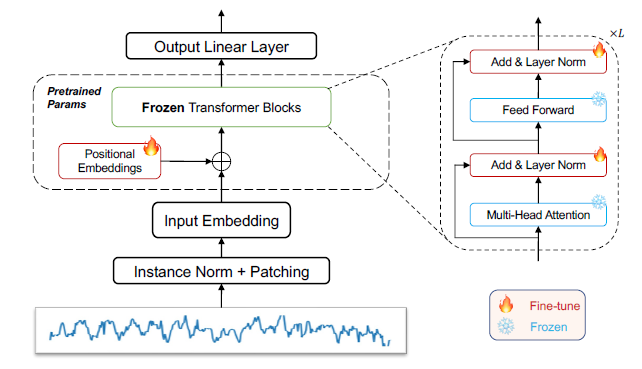 Output Linear Layer
Pretrained
Params
Frozen Transformer Blocks
Positional
Embeddings
Input Embedding
Instance Norm + Patching
×L
Add & Layer Norm
Feed Forward
Add & Layer Norm
Multi-Head Attention
Fine-tune
Frozen